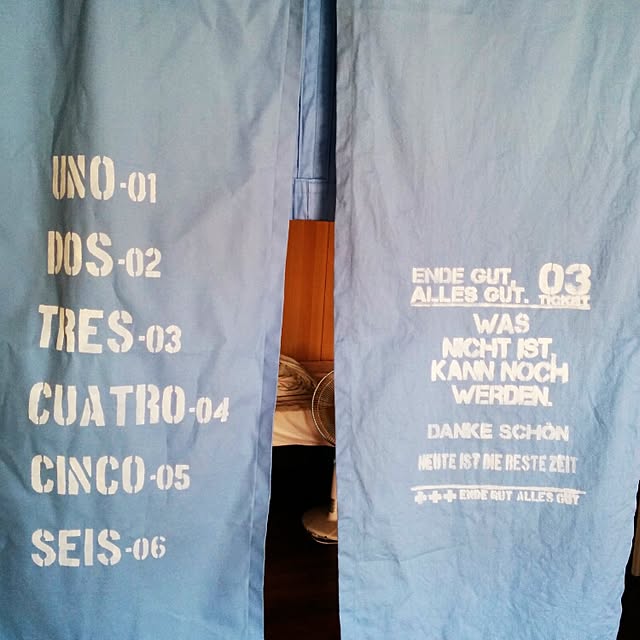 UNO-01
DOS-02
TRES-03
CUATRO-04
CINCO-05
SEIS-06
ENDE GUT, 03
ALLES GUT. TICKET
WAS
NICHT IST,
KANN NOCH
WERDEN.
DANKE SCHÖN
HEUTE IST DIE BESTE ZEIT
+++ ENDE GUT ALLES GUT